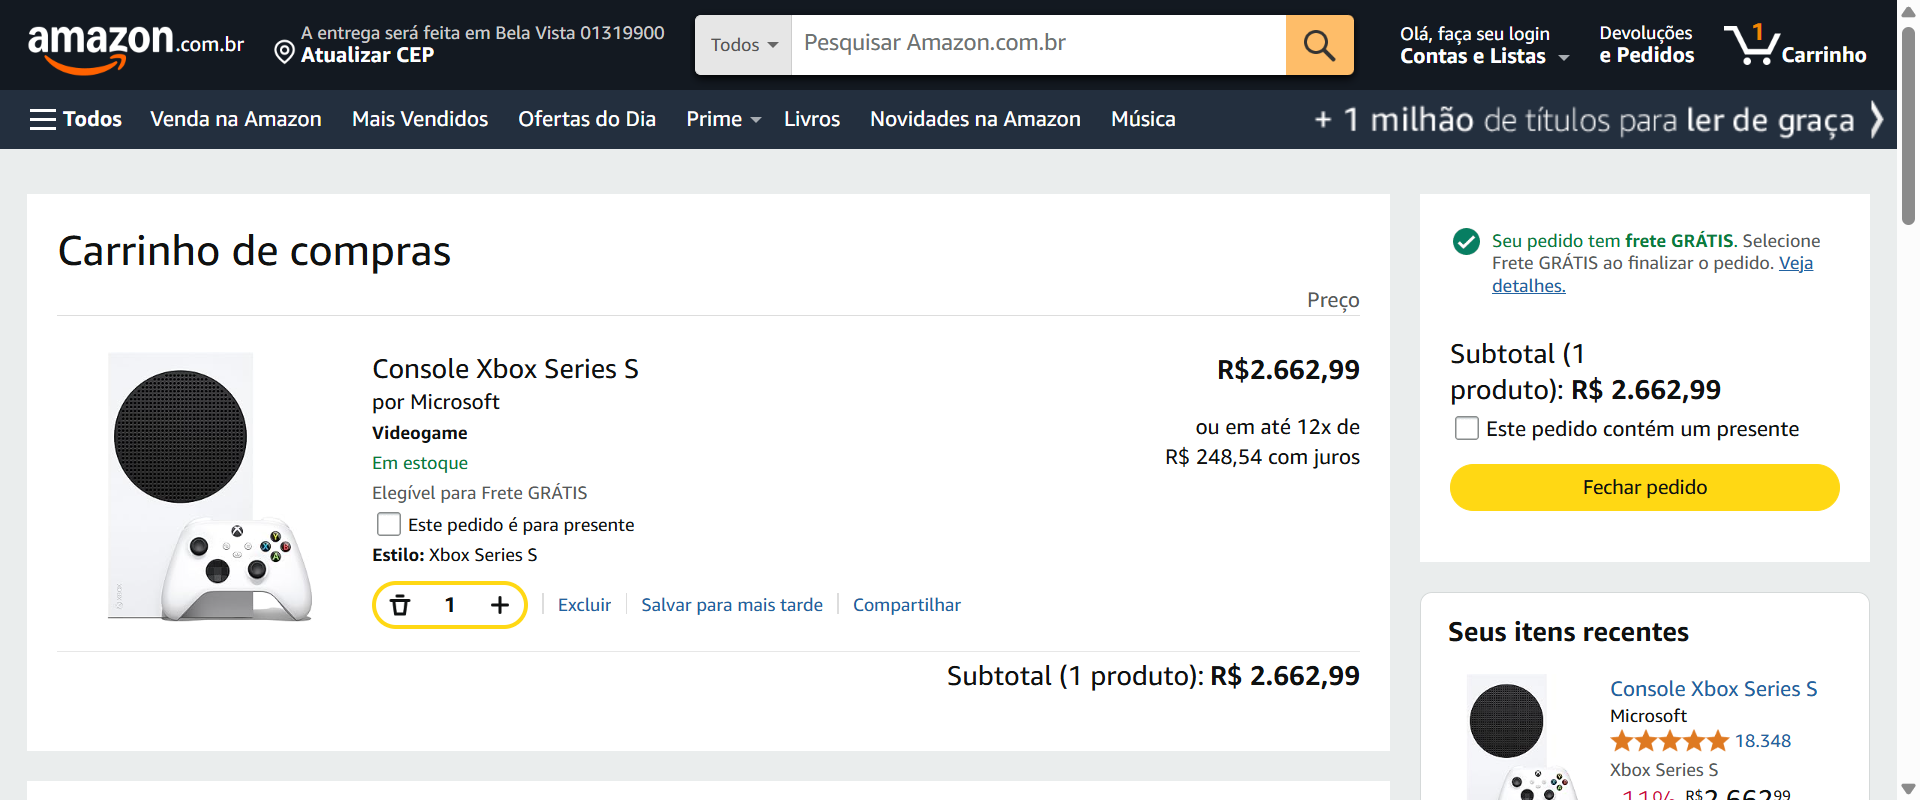 amazon.com.br
A entrega será feita em Bela Vista 01319900
Atualizar CEP
Todos
Pesquisar Amazon.com.br
Olá, faça seu login
Contas e Listas
Devoluções
e Pedidos
1
Carrinho
Todos
Venda na Amazon
Mais Vendidos
Ofertas do Dia
Prime
Livros
Novidades na Amazon
Música
+ 1 milhão de títulos para ler de graça
Carrinho de compras
Preço
Console Xbox Series S
por Microsoft
Videogame
Em estoque
Elegível para Frete GRÁTIS
Este pedido é para presente
Estilo: Xbox Series S
1
Excluir
Salvar para mais tarde
Compartilhar
R$2.662,99
ou em até 12x de
R$ 248,54 com juros
Subtotal (1 produto): R$ 2.662,99
Seu pedido tem frete GRÁTIS. Selecione
Frete GRÁTIS ao finalizar o pedido. Veja
detalhes.
Subtotal (1
produto): R$ 2.662,99
Este pedido contém um presente
Fechar pedido
Seus itens recentes
Console Xbox Series S
Microsoft
18.348
Xbox Series S
-11% R$2.662,99